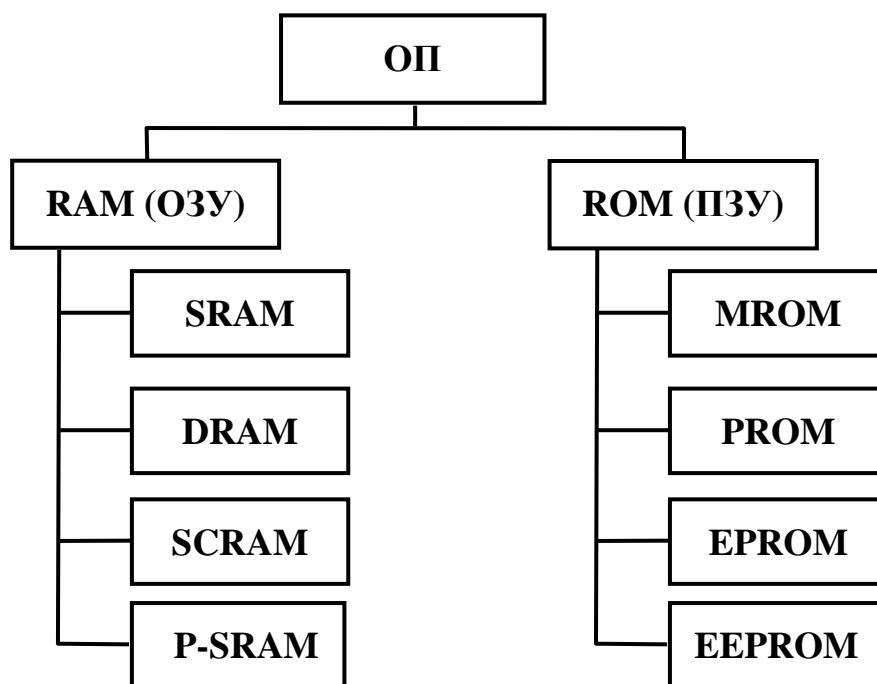 ОП
RAM (ОЗУ)
ROM (ПЗУ)
SRAM
MROM
DRAM
PROM
SCRAM
EPROM
P-SRAM
EEPROM